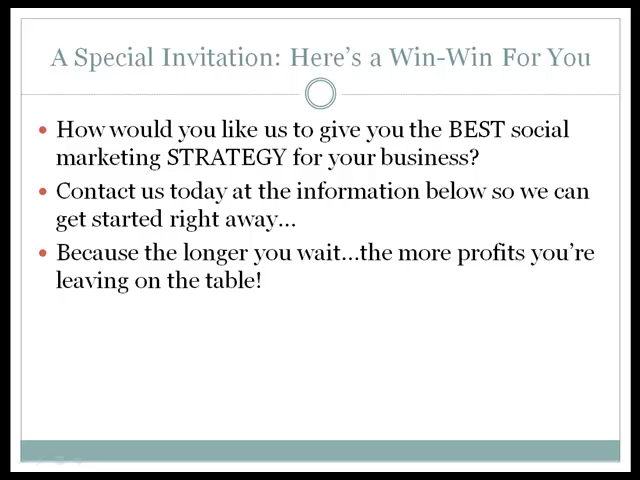 A Special Invitation: Here's a Win-Win For You
How would you like us to give you the BEST social
marketing STRATEGY for your business?
Contact us today at the information below so we can
get started right away…
Because the longer you wait…the more profits you're
leaving on the table!